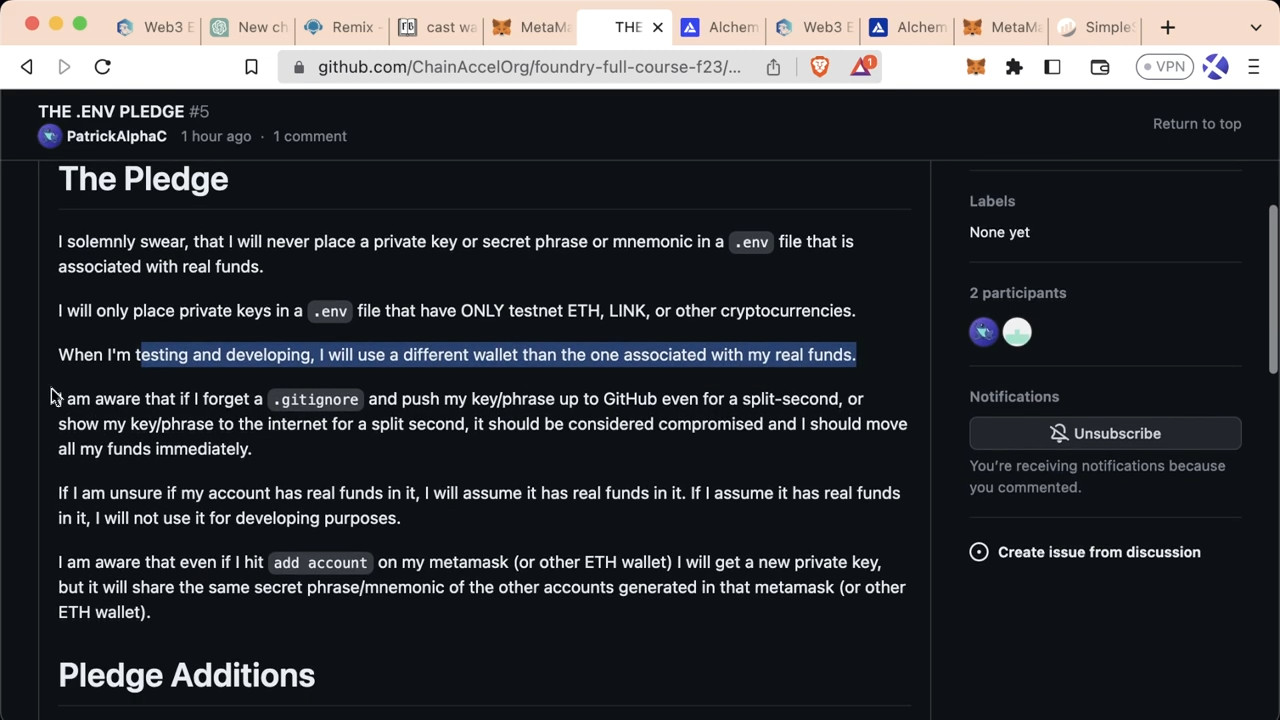 Web3 E
New ch
Remix -
cast wa
MetaMa
THE
Alchem
Web3 E
Alchem
MetaMa
SimpleS
github.com/ChainAccelOrg/foundry-full-course-f23/...
1
VPN
THE .ENV PLEDGE #5
PatrickAlphaC 1 hour ago · 1 comment
Return to top
The Pledge
I solemnly swear, that I will never place a private key or secret phrase or mnemonic in a .env file that is
associated with real funds.
I will only place private keys in a .env file that have ONLY testnet ETH, LINK, or other cryptocurrencies.
When I'm testing and developing, I will use a different wallet than the one associated with my real funds.
I am aware that if I forget a .gitignore and push my key/phrase up to GitHub even for a split-second, or
show my key/phrase to the internet for a split second, it should be considered compromised and I should move
all my funds immediately.
If I am unsure if my account has real funds in it, I will assume it has real funds in it. If I assume it has real funds
in it, I will not use it for developing purposes.
I am aware that even if I hit add account on my metamask (or other ETH wallet) I will get a new private key,
but it will share the same secret phrase/mnemonic of the other accounts generated in that metamask (or other
ETH wallet).
Pledge Additions
Labels
None yet
2 participants
Notifications
Unsubscribe
You're receiving notifications because
you commented.
Create issue from discussion